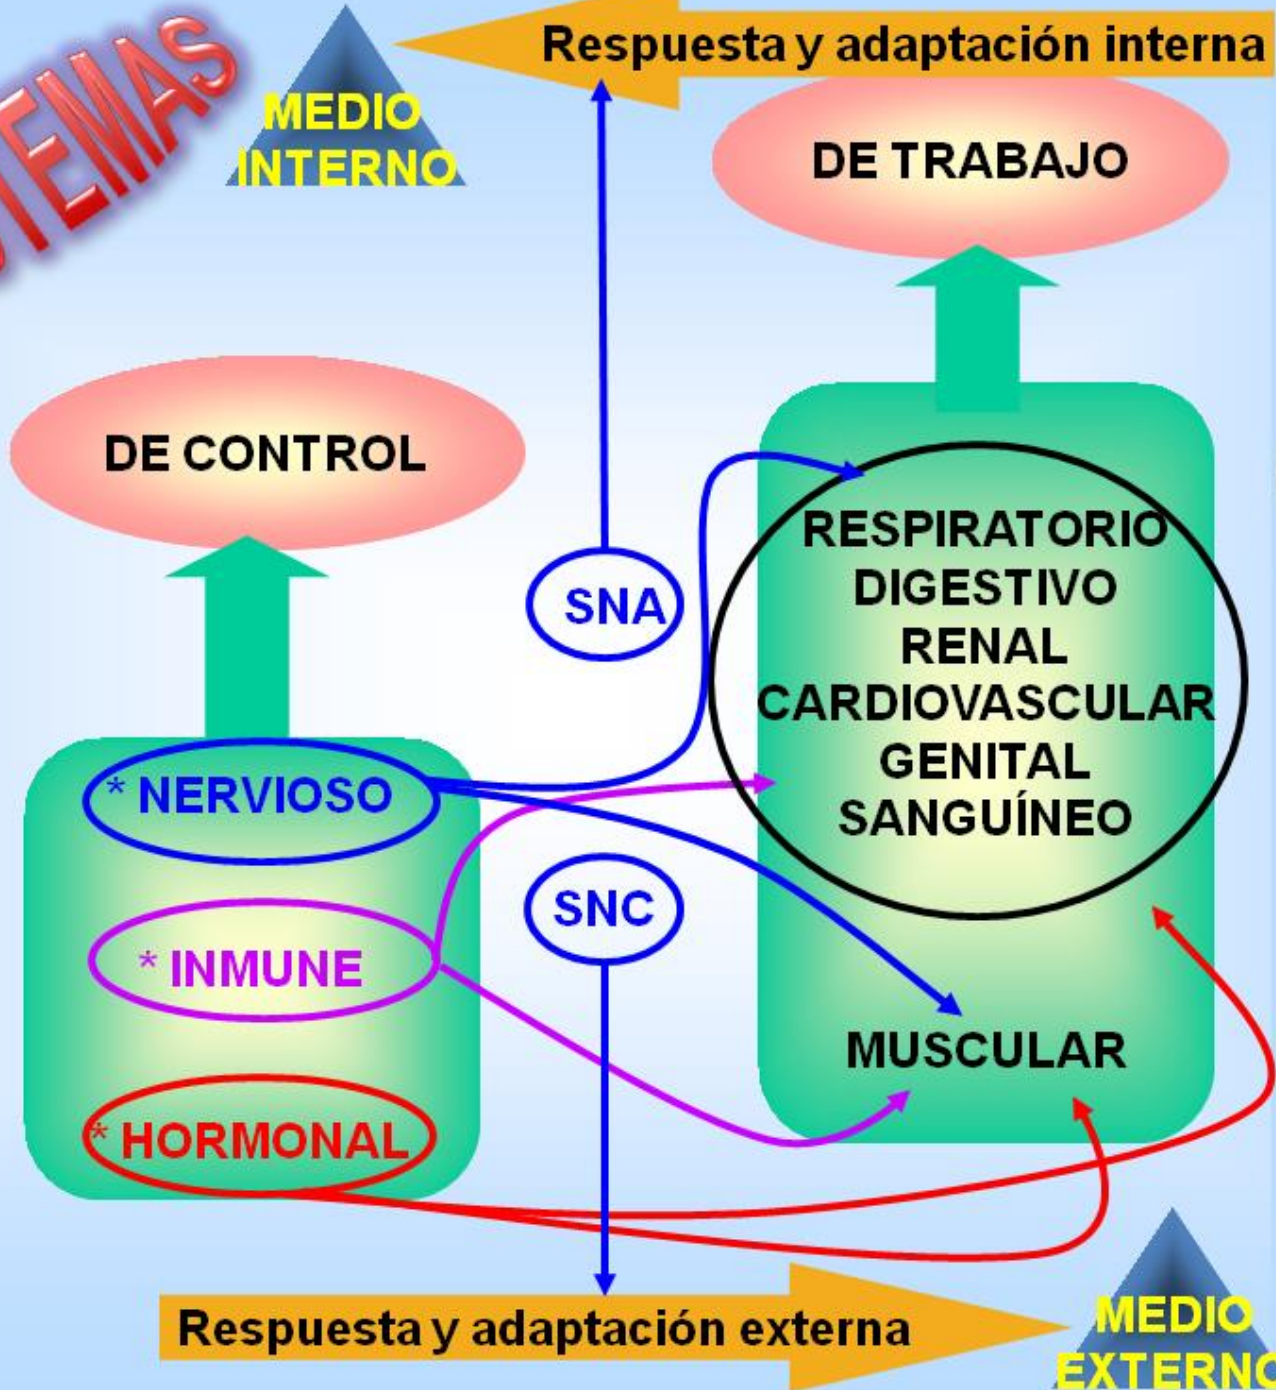 Respuesta y adaptación interna
MEDIO
INTERNO
DE TRABAJO
DE CONTROL
RESPIRATORIO
DIGESTIVO
RENAL
CARDIOVASCULAR
GENITAL
SANGUÍNEO
SNA
* NERVIOSO
SNC
* INMUNE
MUSCULAR
* HORMONAL
Respuesta y adaptación externa
MEDIO
EXTERNO